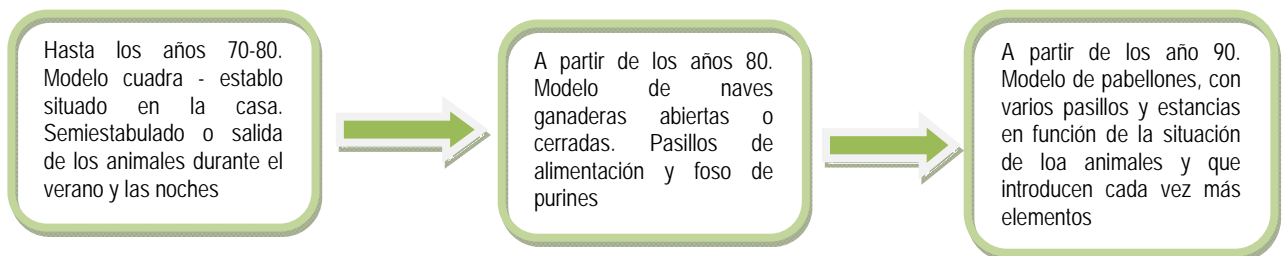 Hasta los años 70-80.
Modelo cuadra - establo
situado en la casa.
Semiestabulado o salida
de los animales durante el
verano y las noches
A partir de los años 80.
Modelo de naves
ganaderas abiertas o
cerradas. Pasillos de
alimentación y foso de
purines
A partir de los año 90.
Modelo de pabellones, con
varios pasillos y estancias
en función de la situación
de loa animales y que
introducen cada vez más
elementos